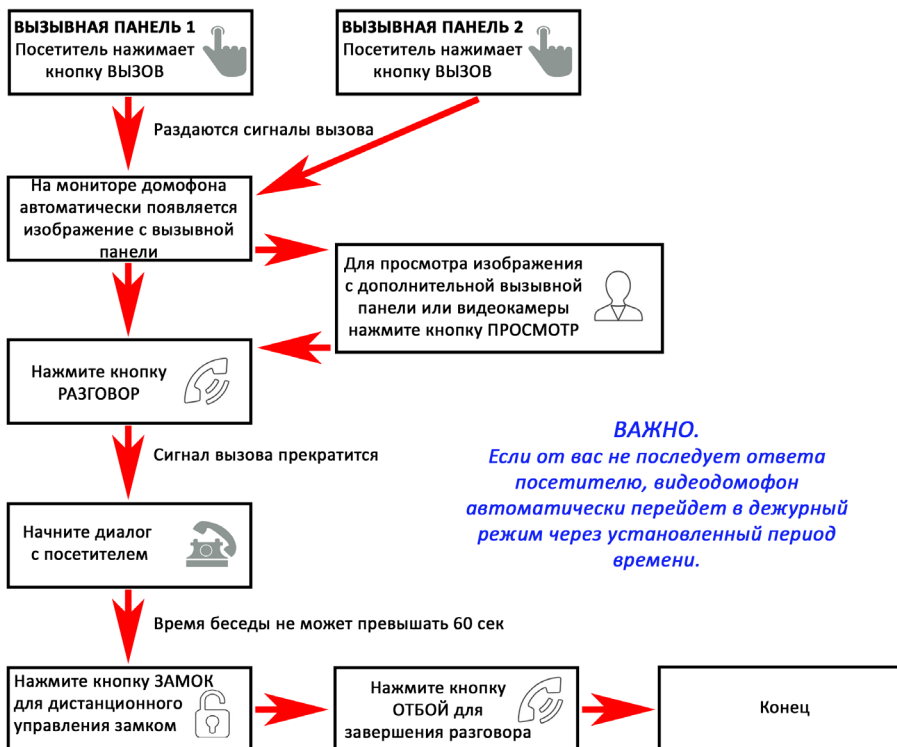 ВЫЗЫВНАЯ ПАНЕЛЬ 1
Посетитель нажимает
кнопку ВЫЗОВ
ВЫЗЫВНАЯ ПАНЕЛЬ 2
Посетитель нажимает
кнопку ВЫЗОВ
Раздаются сигналы вызова
На мониторе домофона
автоматически появляется
изображение с вызывной
панели
Для просмотра изображения
с дополнительной вызывной
панели или видеокамеры
нажмите кнопку ПРОСМОТР
Нажмите кнопку
РАЗГОВОР
Сигнал вызова прекратится
ВАЖНО.
Если от вас не последует ответа
посетителю, видеодомофон
автоматически перейдет в дежурный
режим через установленный период
времени.
Начните диалог
с посетителем
Время беседы не может превышать 60 сек
Нажмите кнопку ЗАМОК
для дистанционного
управления замком
Нажмите кнопку
ОТБОЙ для
завершения разговора
Конец